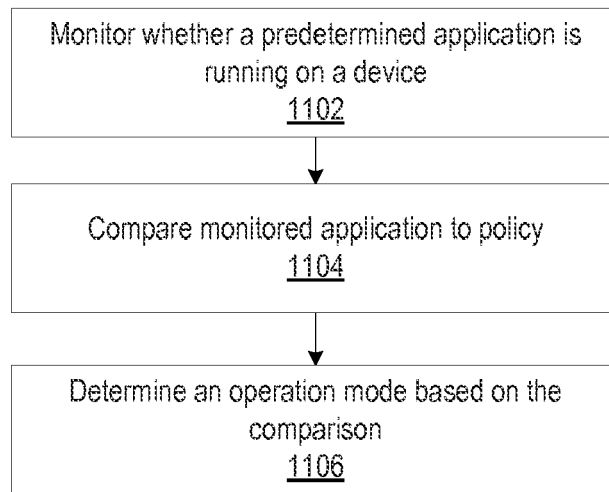 Monitor whether a predetermined application is
running on a device
1102
Compare monitored application to policy
1104
Determine an operation mode based on the
comparison
1106